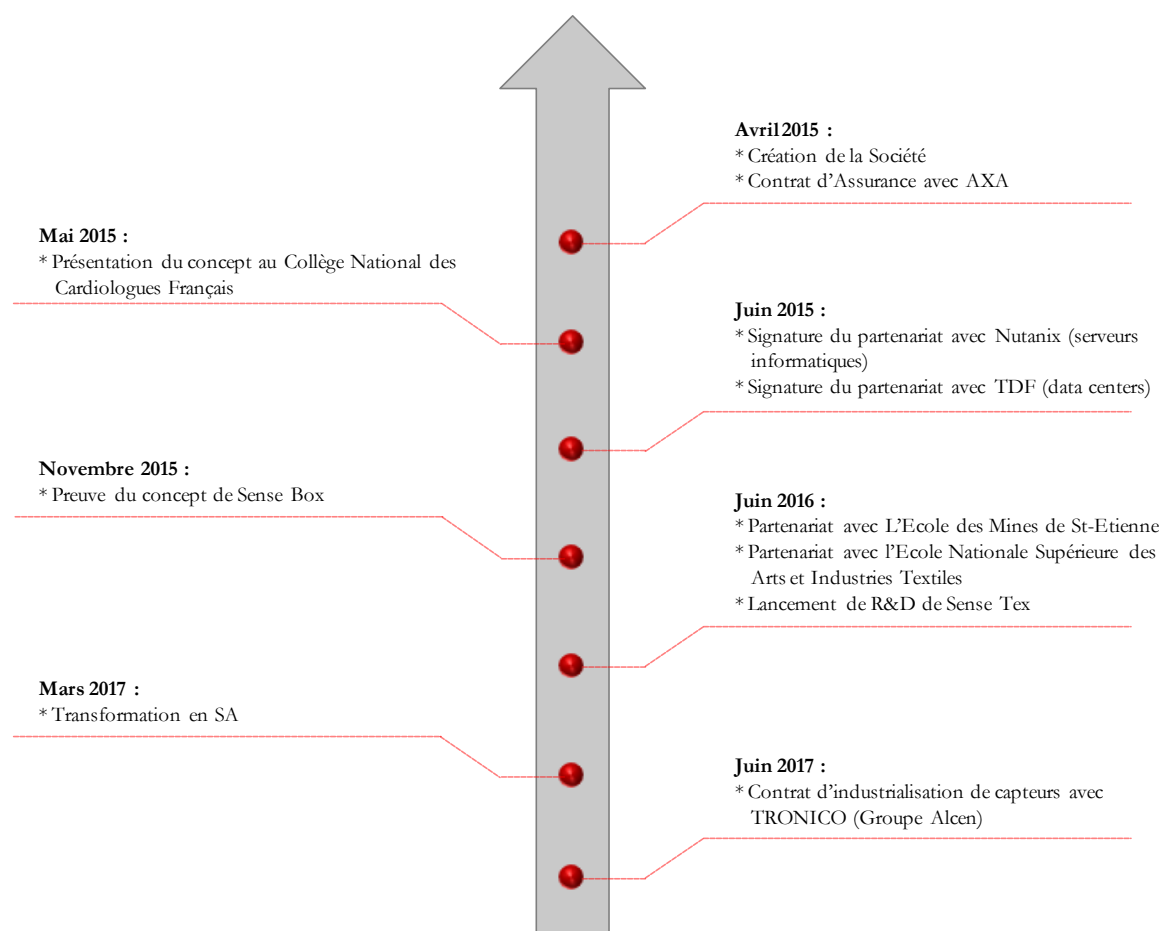 Avril 2015 :
* Création de la Société
* Contrat d’Assurance avec AXA
Mai 2015 :
* Présentation du concept au Collège National des
Cardiologues Français
Juin 2015 :
* Signature du partenariat avec Nutanix (serveurs
informatiques)
* Signature du partenariat avec TDF (data centers)
Novembre 2015 :
* Preuve du concept de Sense Box
Juin 2016 :
* Partenariat avec L’Ecole des Mines de St-Etienne
* Partenariat avec l’Ecole Nationale Supérieure des
Arts et Industries Textiles
* Lancement de R&D de Sense Tex
Mars 2017 :
* Transformation en SA
Juin 2017 :
* Contrat d’industrialisation de capteurs avec
TRONICO (Groupe Alcen)